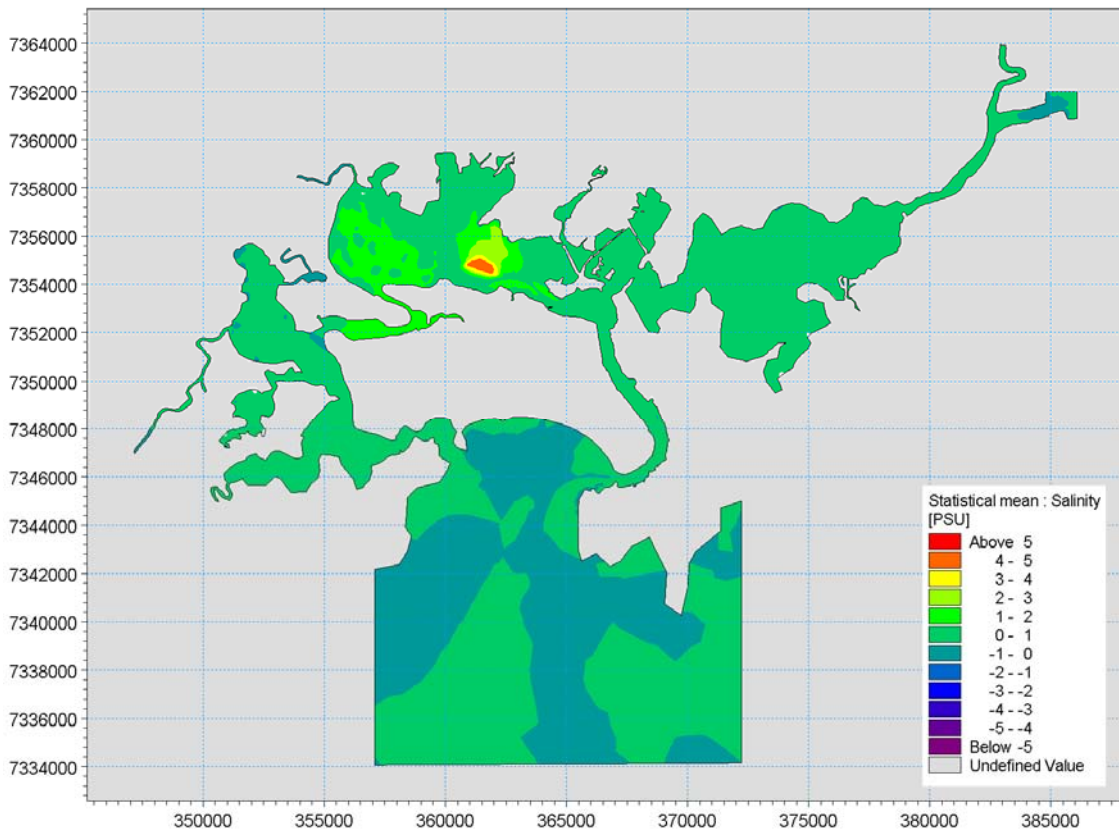 7364000
7362000
7360000
7358000
7356000
7354000
7352000
7350000
7348000
7346000
7344000
7342000
7340000
7338000
7336000
7334000
350000 355000 360000 365000 370000 375000 380000 385000
Statistical mean : Salinity
[PSU]
Above 5
4 - 5
3 - 4
2 - 3
1 - 2
0 - 1
-1 - 0
-2 - -1
-3 - -2
-4 - -3
-5 - -4
Below -5
Undefined Value